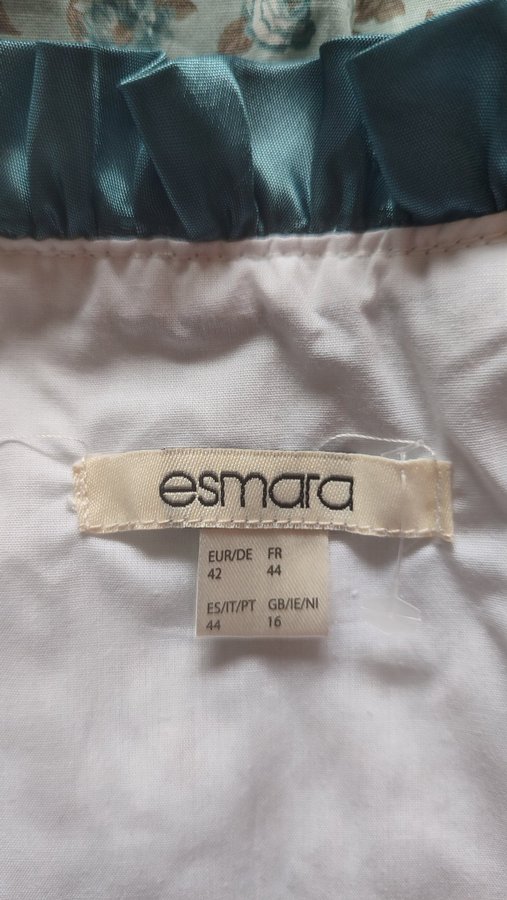 esmara
EUR/DE FR
42 44
ES/IT/PT GB/IE/NI
44 16